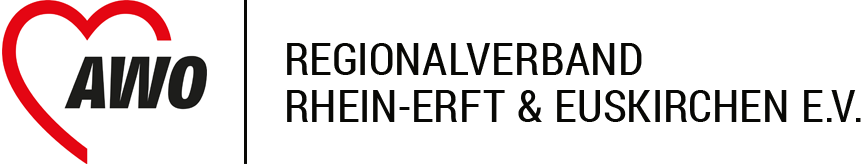 AWO
REGIONALVERBAND
RHEIN-ERFT & EUSKIRCHEN E.V.